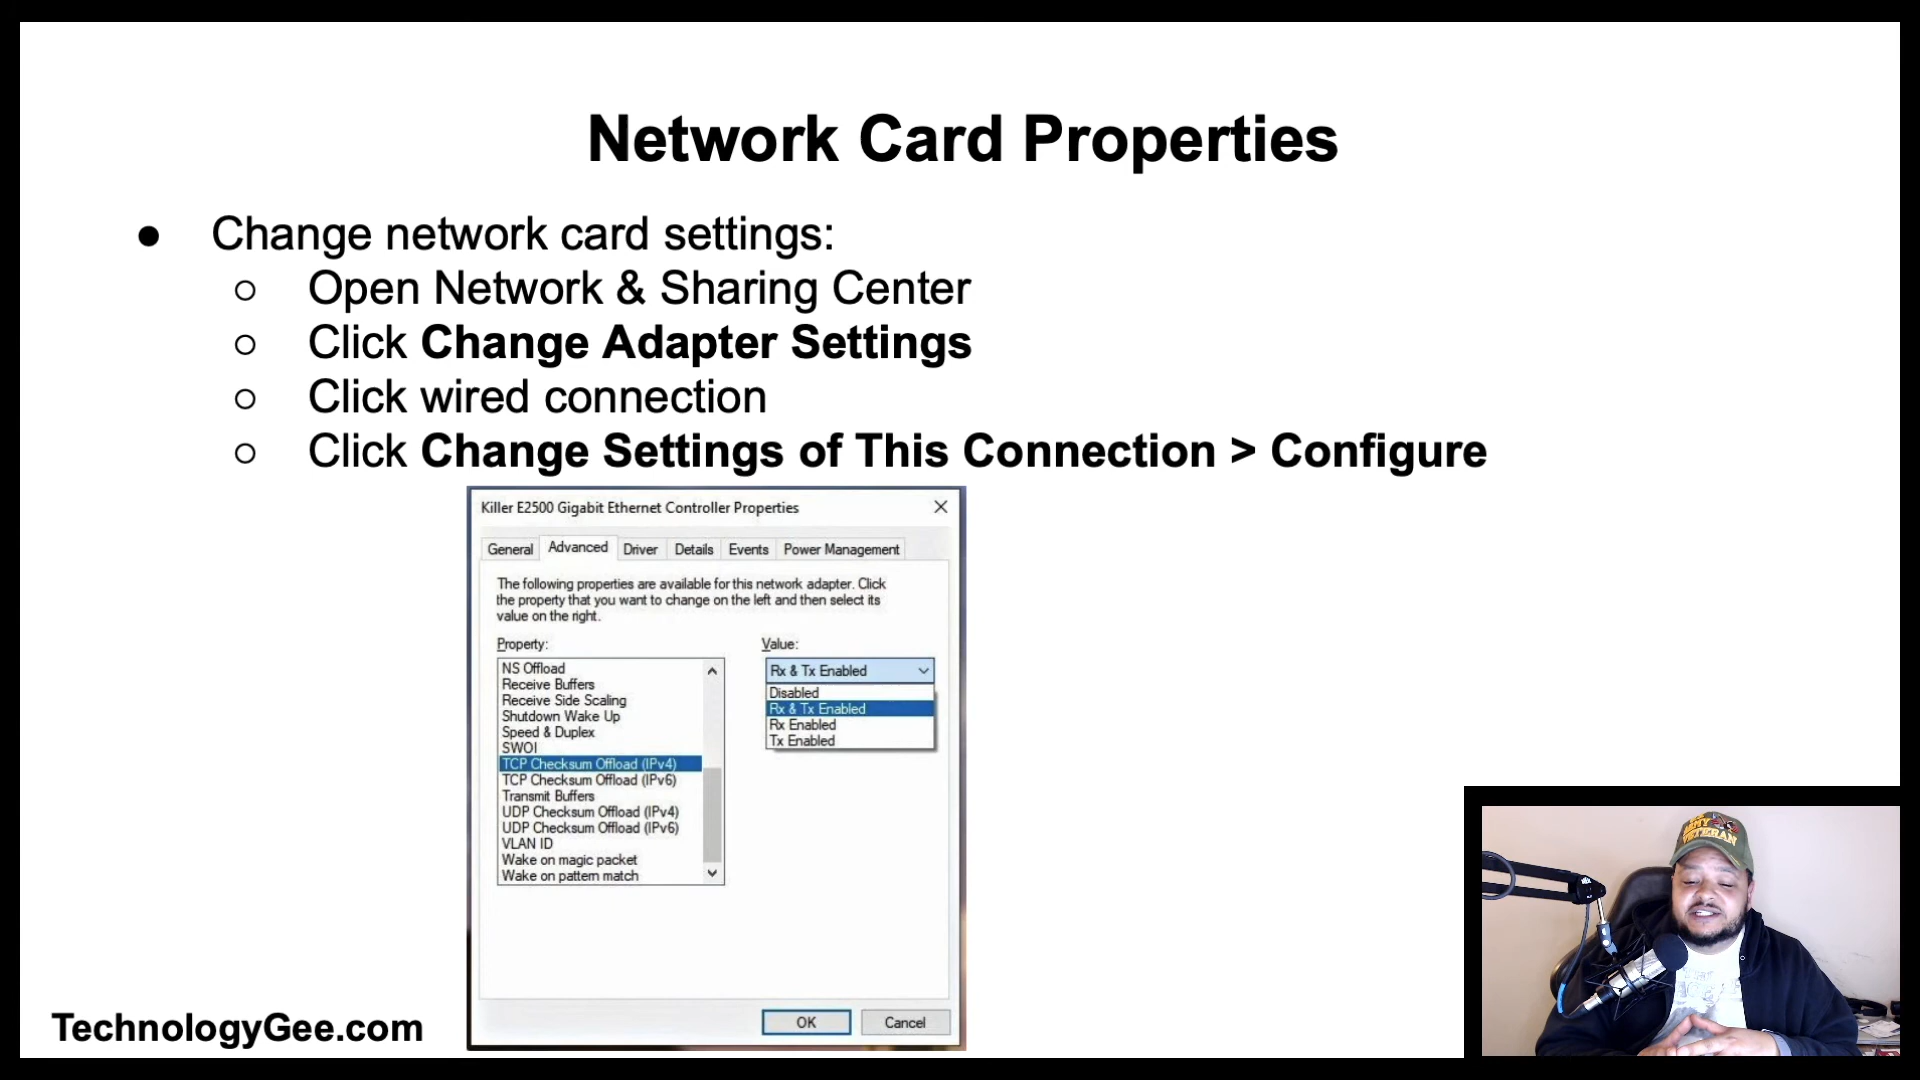 Network Card Properties
● Change network card settings:
○ Open Network & Sharing Center
○ Click Change Adapter Settings
○ Click wired connection
○ Click Change Settings of This Connection > Configure
Killer E2500 Gigabit Ethernet Controller Properties
General Advanced Driver Details Events Power Management
The following properties are available for this network adapter. Click
the property that you want to change on the left and then select its
value on the right.
Property:
NS Offload
Receive Buffers
Receive Side Scaling
Shutdown Wake Up
Speed & Duplex
SWOI
TCP Checksum Offload (IPv4)
TCP Checksum Offload (IPv6)
Transmit Buffers
UDP Checksum Offload (IPv4)
UDP Checksum Offload (IPv6)
VLAN ID
Wake on magic packet
Wake on pattern match
Value:
Rx & Tx Enabled
Disabled
Rx & Tx Enabled
Rx Enabled
Tx Enabled
OK Cancel
TechnologyGee.com
VETERAN